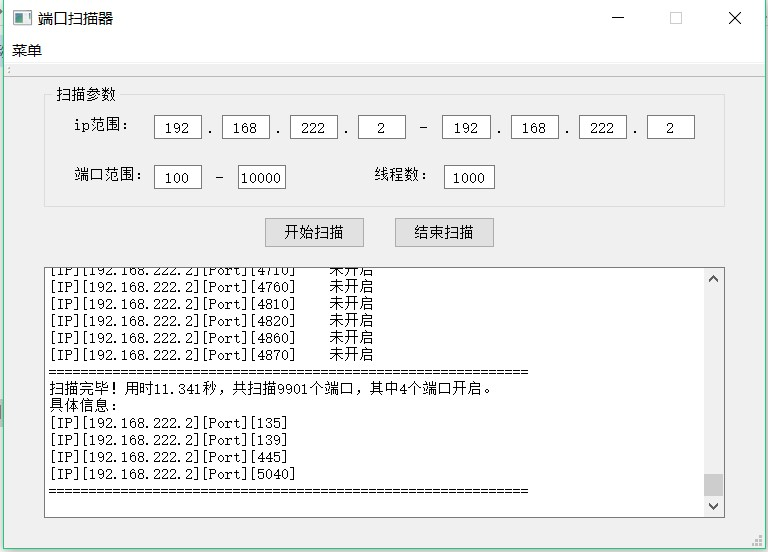 端口扫描器
菜单
扫描参数
ip范围： 192 . 168 . 222 . 2 - 192 . 168 . 222 . 2
端口范围： 100 - 10000 线程数： 1000
开始扫描 结束扫描
[IP][192.168.222.2][Port][4710] 未开启
[IP][192.168.222.2][Port][4760] 未开启
[IP][192.168.222.2][Port][4810] 未开启
[IP][192.168.222.2][Port][4820] 未开启
[IP][192.168.222.2][Port][4860] 未开启
[IP][192.168.222.2][Port][4870] 未开启
============================================================
扫描完毕！用时11.341秒，共扫描9901个端口，其中4个端口开启。
具体信息：
[IP][192.168.222.2][Port][135]
[IP][192.168.222.2][Port][139]
[IP][192.168.222.2][Port][445]
[IP][192.168.222.2][Port][5040]
============================================================